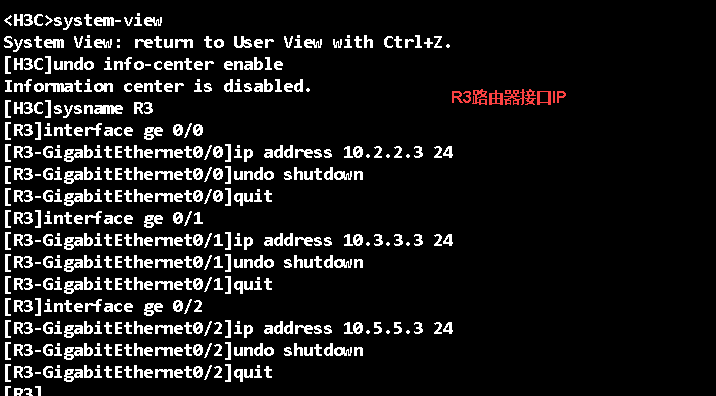 <H3C>system-view
System View: return to User View with Ctrl+Z.
[H3C]undo info-center enable
Information center is disabled.
[H3C]sysname R3
R3路由器接口IP
[R3]interface ge 0/0
[R3-GigabitEthernet0/0]ip address 10.2.2.3 24
[R3-GigabitEthernet0/0]undo shutdown
[R3-GigabitEthernet0/0]quit
[R3]interface ge 0/1
[R3-GigabitEthernet0/1]ip address 10.3.3.3 24
[R3-GigabitEthernet0/1]undo shutdown
[R3-GigabitEthernet0/1]quit
[R3]interface ge 0/2
[R3-GigabitEthernet0/2]ip address 10.5.5.3 24
[R3-GigabitEthernet0/2]undo shutdown
[R3-GigabitEthernet0/2]quit
[R3]